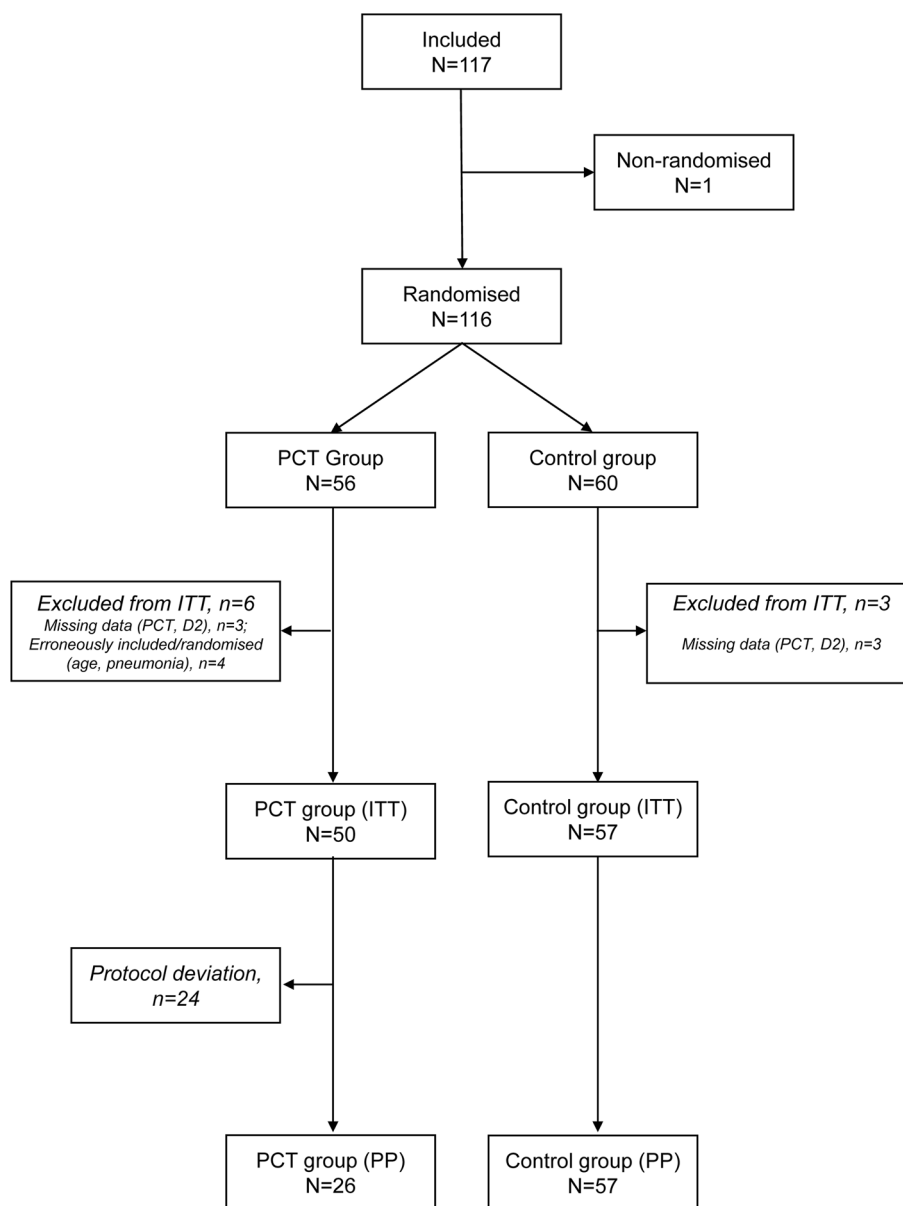 Included
N=117
Non-randomised
N=1
Randomised
N=116
PCT Group
N=56
Control group
N=60
Excluded from ITT, n=6
Missing data (PCT, D2), n=3;
Erroneously included/randomised
(age, pneumonia), n=4
Excluded from ITT, n=3
Missing data (PCT, D2), n=3
PCT group (ITT)
N=50
Control group (ITT)
N=57
Protocol deviation,
n=24
PCT group (PP)
N=26
Control group (PP)
N=57